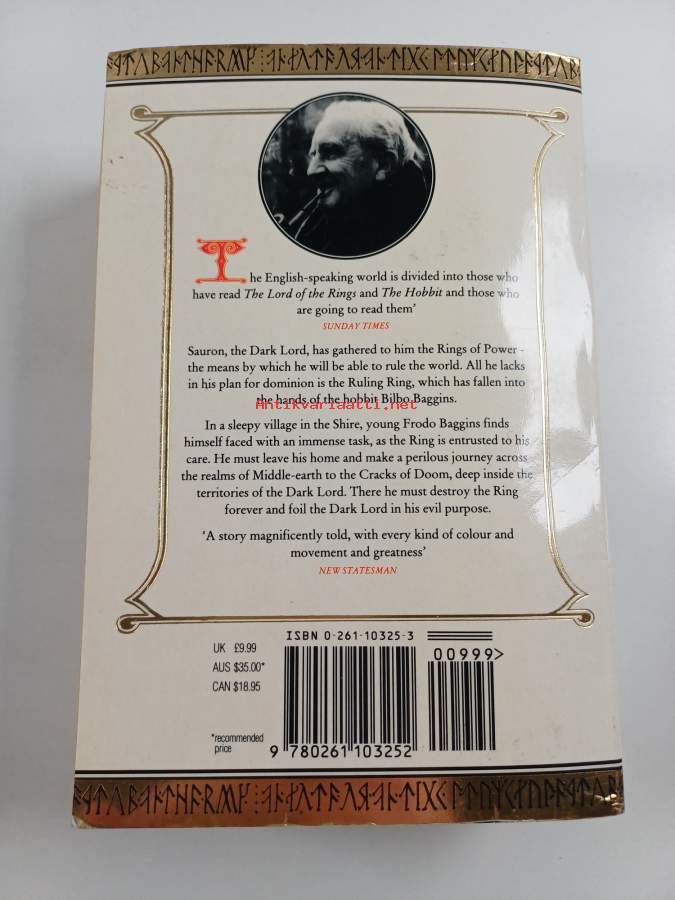 The English-speaking world is divided into those who
have read The Lord of the Rings and The Hobbit and those who
are going to read them’
SUNDAY TIMES
Sauron, the Dark Lord, has gathered to him the Rings of Power -
the means by which he will be able to rule the world. All he lacks
in his plan for dominion is the Ruling Ring, which has fallen into
the hands of the hobbit Bilbo Baggins.
Antikvariaatti.net
In a sleepy village in the Shire, young Frodo Baggins finds
himself faced with an immense task, as the Ring is entrusted to his
care. He must leave his home and make a perilous journey across
the realms of Middle-earth to the Cracks of Doom, deep inside the
territories of the Dark Lord. There he must destroy the Ring
forever and foil the Dark Lord in his evil purpose.
‘A story magnificently told, with every kind of colour and
movement and greatness’
NEW STATESMAN
ISBN 0-261-10325-3
UK £9.99
AUS $35.00*
CAN $18.95
*recommended
price
00999>
9 780261 103252